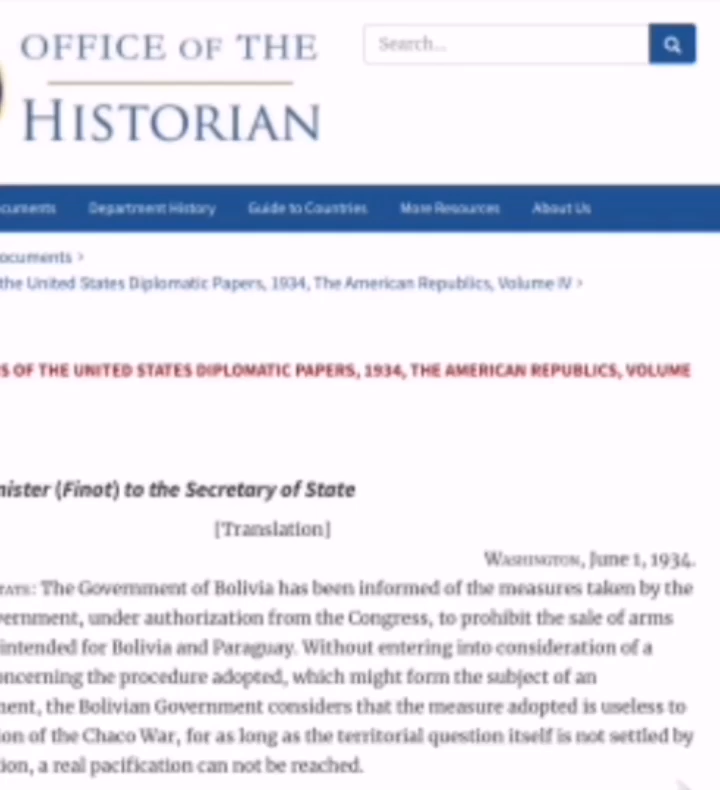 OFFICE OF THE
HISTORIAN
Search...
cuments Department History Guide to Countries More Resources About Us
ocuments >
the United States Diplomatic Papers, 1934, The American Republics, Volume IV >
S OF THE UNITED STATES DIPLOMATIC PAPERS, 1934, THE AMERICAN REPUBLICS, VOLUME
nister (Finot) to the Secretary of State
[Translation]
WASHINGTON, June 1, 1934.
TATE: The Government of Bolivia has been informed of the measures taken by the
ernment, under authorization from the Congress, to prohibit the sale of arms
intended for Bolivia and Paraguay. Without entering into consideration of a
oncerning the procedure adopted, which might form the subject of an
ment, the Bolivian Government considers that the measure adopted is useless to
ion of the Chaco War, for as long as the territorial question itself is not settled by
ion, a real pacification can not be reached.